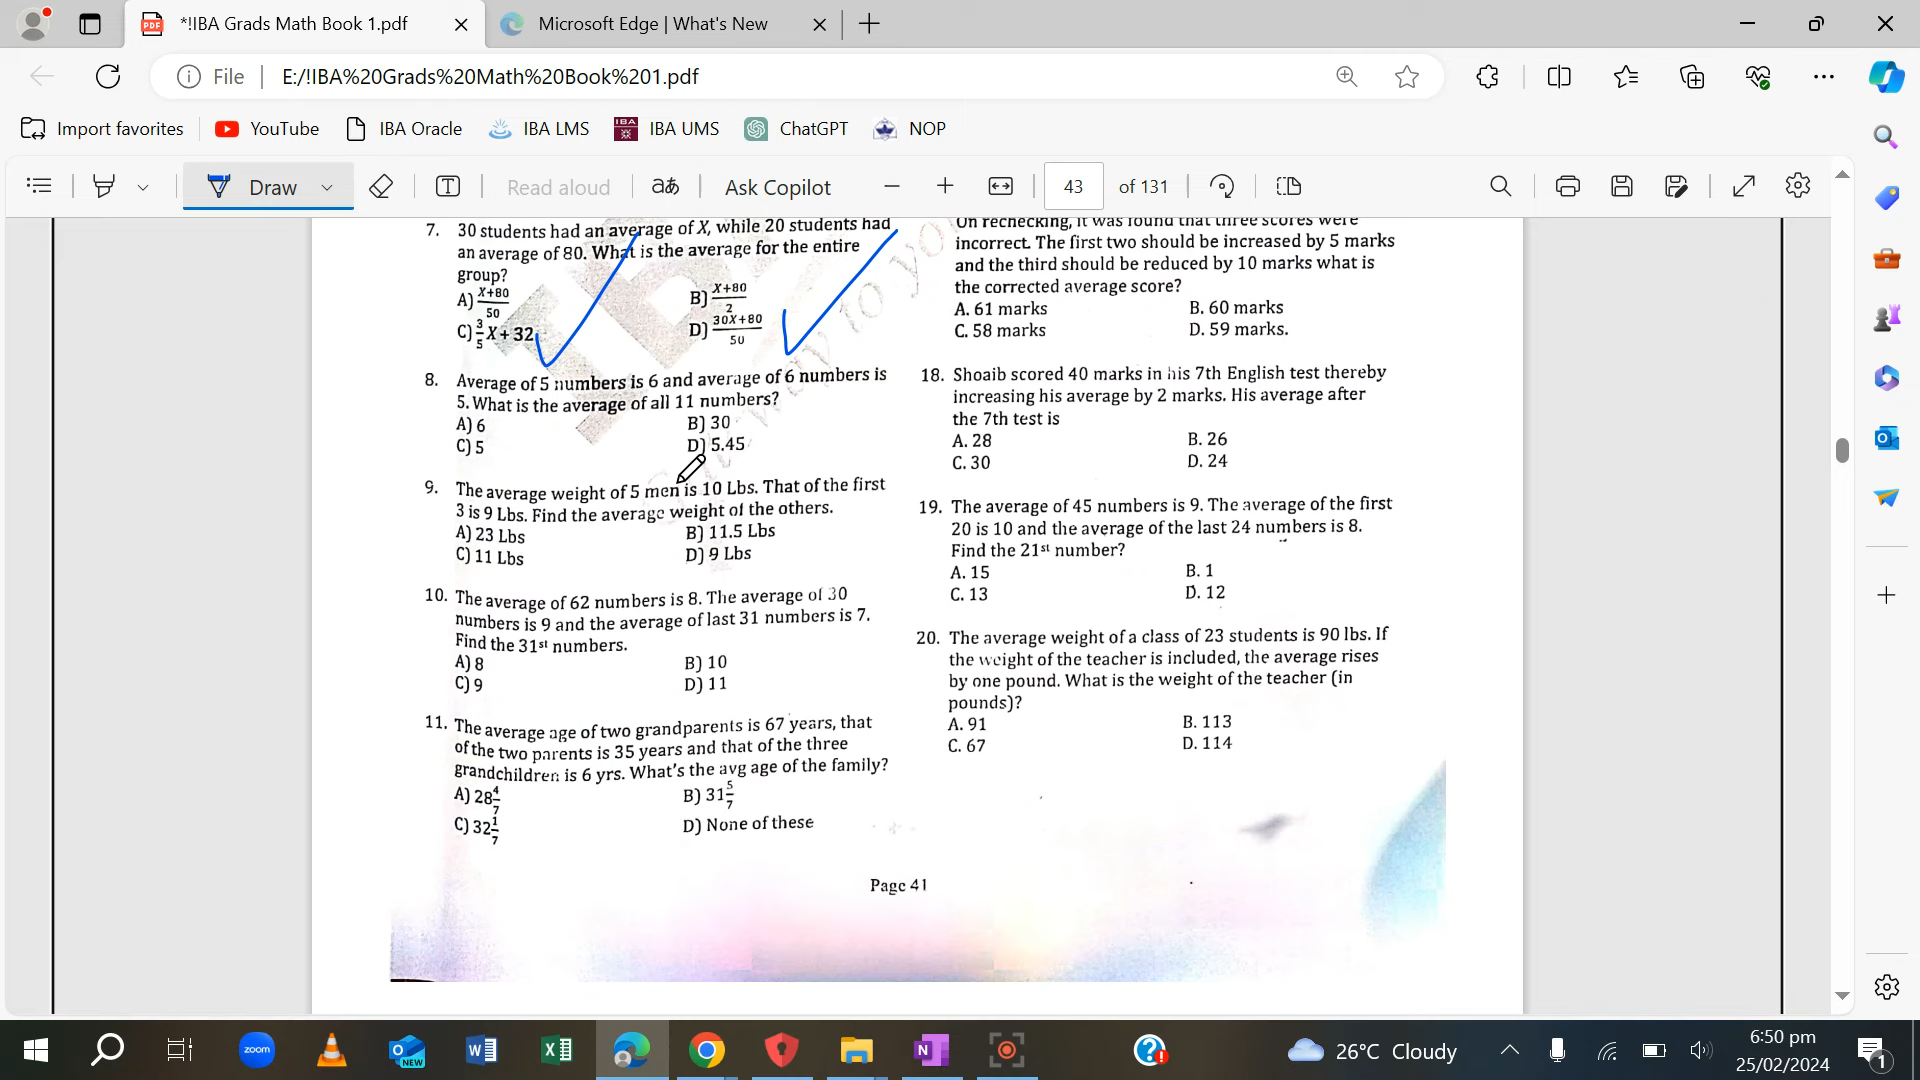 *!IBA Grads Math Book 1.pdf
Microsoft Edge | What's New
File
E:/!IBA%20Grads%20Math%20Book%201.pdf
Import favorites
YouTube
IBA Oracle
IBA LMS
IBA UMS
ChatGPT
NOP
Draw
Read aloud
Ask Copilot
43 of 131
7. 30 students had an average of X, while 20 students had
an average of 80. What is the average for the entire
group?
A) X+80/50 B) X+80/2
C) 3/5 X + 32 D) 30X+80/50
8. Average of 5 numbers is 6 and average of 6 numbers is
5. What is the average of all 11 numbers?
A) 6 B) 30
C) 5 D) 5.45
9. The average weight of 5 men is 10 Lbs. That of the first
3 is 9 Lbs. Find the average weight of the others.
A) 23 Lbs B) 11.5 Lbs
C) 11 Lbs D) 9 Lbs
10. The average of 62 numbers is 8. The average of 30
numbers is 9 and the average of last 31 numbers is 7.
Find the 31st numbers.
A) 8 B) 10
C) 9 D) 11
11. The average age of two grandparents is 67 years, that
of the two parents is 35 years and that of the three
grandchildren is 6 yrs. What's the avg age of the family?
A) 28 4/7 B) 31 5/7
C) 32 1/7 D) None of these
On rechecking, it was found that three scores were
incorrect. The first two should be increased by 5 marks
and the third should be reduced by 10 marks what is
the corrected average score?
A. 61 marks B. 60 marks
C. 58 marks D. 59 marks.
18. Shoaib scored 40 marks in his 7th English test thereby
increasing his average by 2 marks. His average after
the 7th test is
A. 28 B. 26
C. 30 D. 24
19. The average of 45 numbers is 9. The average of the first
20 is 10 and the average of the last 24 numbers is 8.
Find the 21st number?
A. 15 B. 1
C. 13 D. 12
20. The average weight of a class of 23 students is 90 lbs. If
the weight of the teacher is included, the average rises
by one pound. What is the weight of the teacher (in
pounds)?
A. 91 B. 113
C. 67 D. 114
Page 41
zoom
NEW
26°C Cloudy
6:50 pm
25/02/2024
1